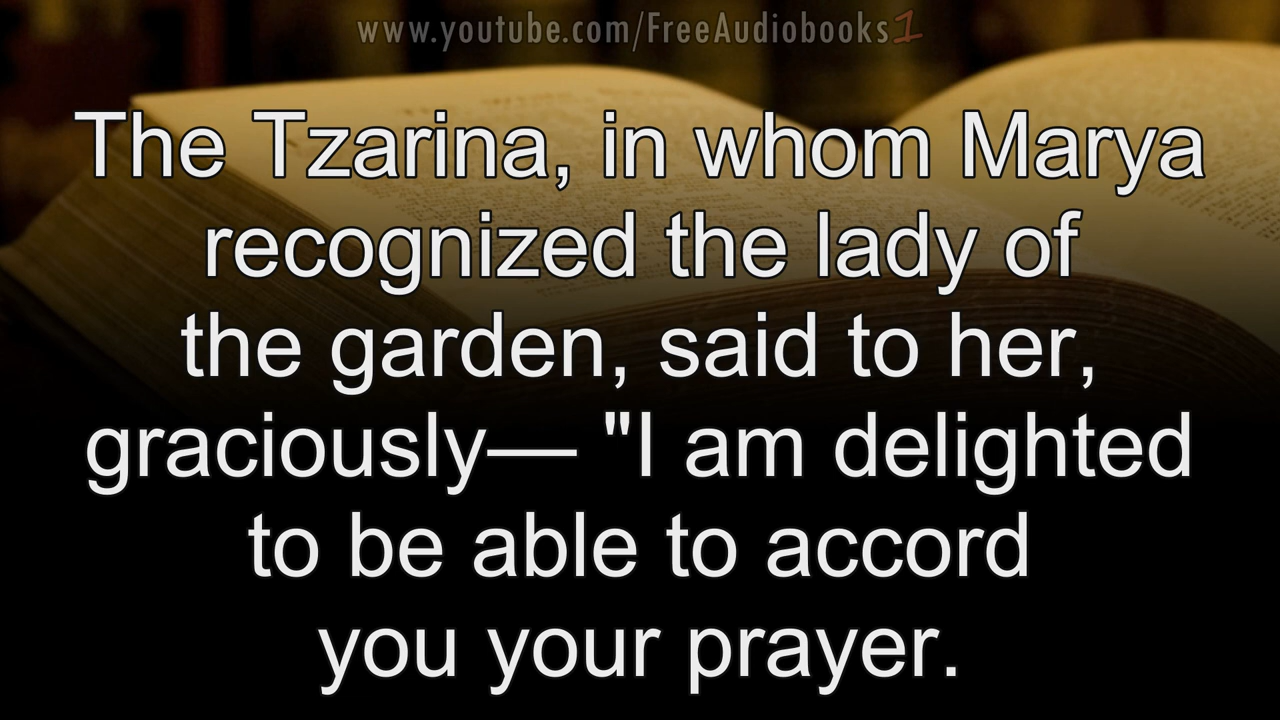 www.youtube.com/FreeAudiobooks1
The Tzarina, in whom Marya
recognized the lady of
the garden, said to her,
graciously— "I am delighted
to be able to accord
you your prayer.